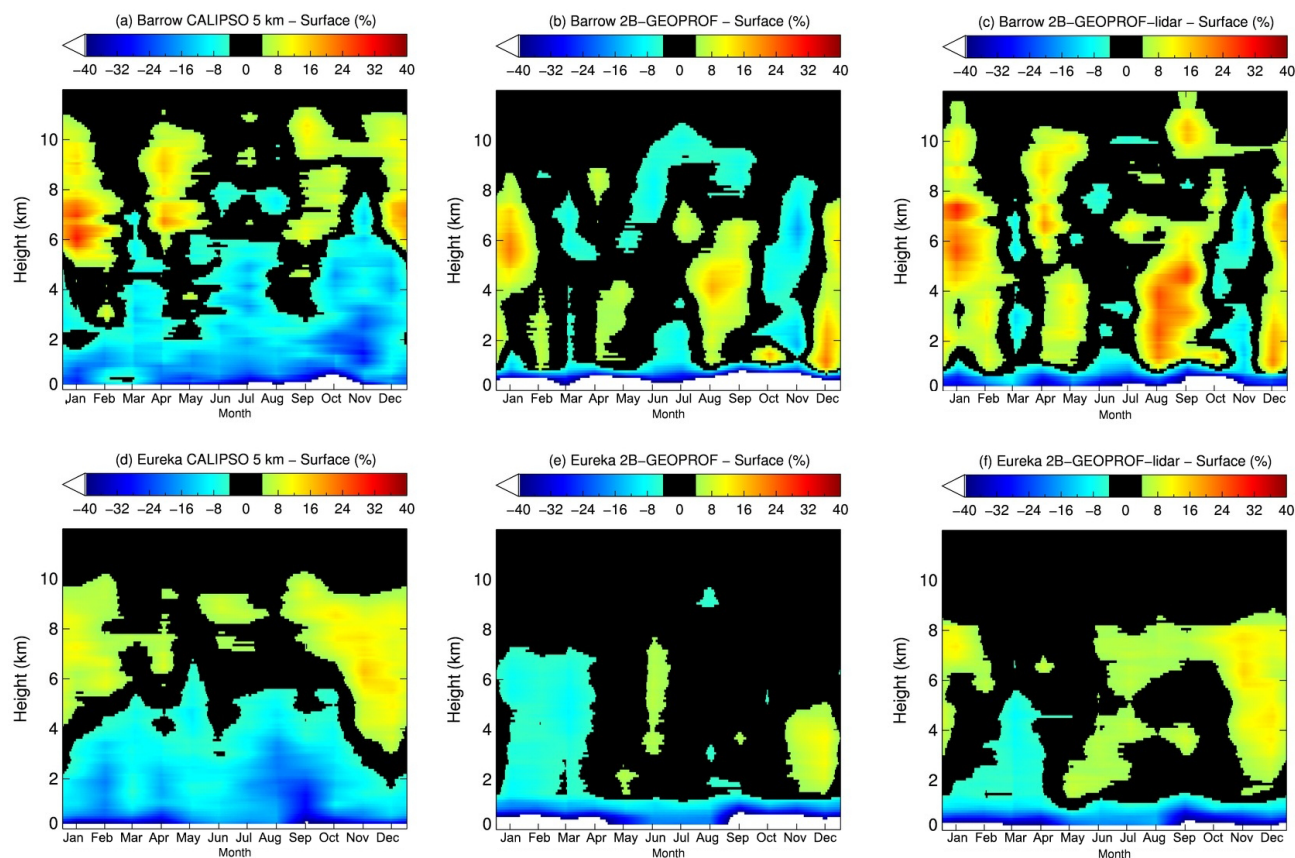 (a) Barrow CALIPSO 5 km − Surface (%)
−40 −32 −24 −16 −8 0 8 16 24 32 40
Height (km)
10
8
6
4
2
0
Jan Feb Mar Apr May Jun Jul Aug Sep Oct Nov Dec
Month
(b) Barrow 2B−GEOPROF − Surface (%)
−40 −32 −24 −16 −8 0 8 16 24 32 40
Height (km)
10
8
6
4
2
0
Jan Feb Mar Apr May Jun Jul Aug Sep Oct Nov Dec
Month
(c) Barrow 2B−GEOPROF−lidar − Surface (%)
−40 −32 −24 −16 −8 0 8 16 24 32 40
Height (km)
10
8
6
4
2
0
Jan Feb Mar Apr May Jun Jul Aug Sep Oct Nov Dec
Month
(d) Eureka CALIPSO 5 km − Surface (%)
−40 −32 −24 −16 −8 0 8 16 24 32 40
Height (km)
10
8
6
4
2
0
Jan Feb Mar Apr May Jun Jul Aug Sep Oct Nov Dec
Month
(e) Eureka 2B−GEOPROF − Surface (%)
−40 −32 −24 −16 −8 0 8 16 24 32 40
Height (km)
10
8
6
4
2
0
Jan Feb Mar Apr May Jun Jul Aug Sep Oct Nov Dec
Month
(f) Eureka 2B−GEOPROF−lidar − Surface (%)
−40 −32 −24 −16 −8 0 8 16 24 32 40
Height (km)
10
8
6
4
2
0
Jan Feb Mar Apr May Jun Jul Aug Sep Oct Nov Dec
Month